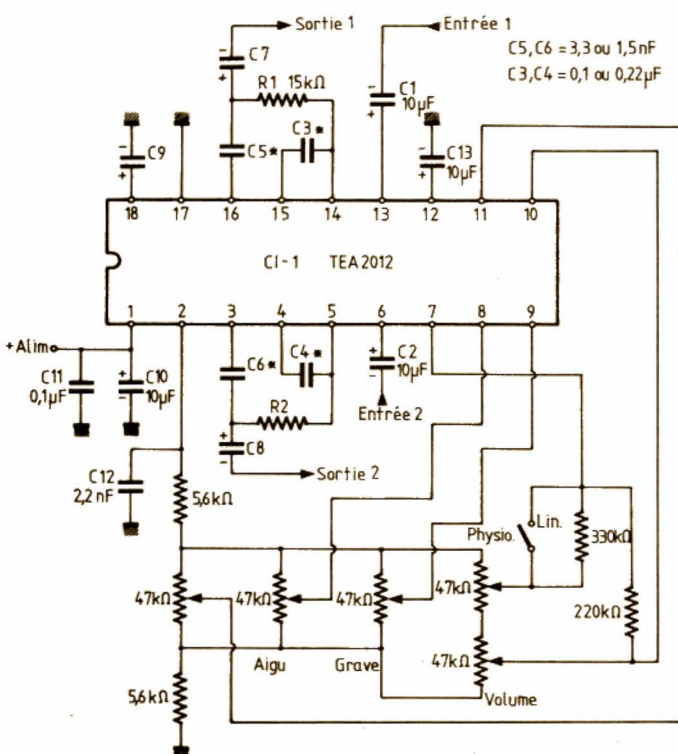 Sortie 1
Entrée 1
C5, C6 = 3,3 ou 1,5nF
C3, C4 = 0,1 ou 0,22µF
C7
R1 15kΩ
C1
10µF
C3*
C5*
C9
C13
10µF
18 17 16 15 14 13 12 11 10
CI-1 TEA2012
1 2 3 4 5 6 7 8 9
+Alim
C11
0,1µF
C10
10µF
C6*
C4*
R2
C2
10µF
Entrée 2
C8
Sortie 2
C12
2,2nF
5,6kΩ
Physio.
Lin.
330kΩ
47kΩ
47kΩ
47kΩ
47kΩ
220kΩ
47kΩ
Aigu
Grave
Volume
5,6kΩ